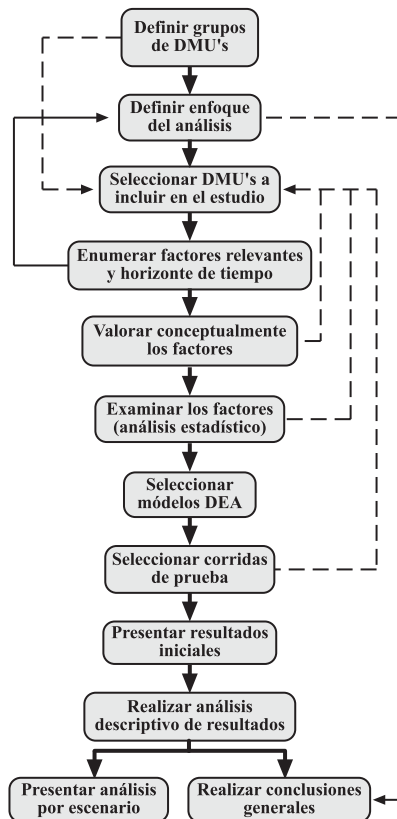 Definir grupos
de DMU's
Definir enfoque
del análisis
Seleccionar DMU's a
incluir en el estudio
Enumerar factores relevantes
y horizonte de tiempo
Valorar conceptualmente
los factores
Examinar los factores
(análisis estadístico)
Seleccionar
módelos DEA
Seleccionar corridas
de prueba
Presentar resultados
iniciales
Realizar análisis
descriptivo de resultados
Presentar análisis
por escenario
Realizar conclusiones
generales